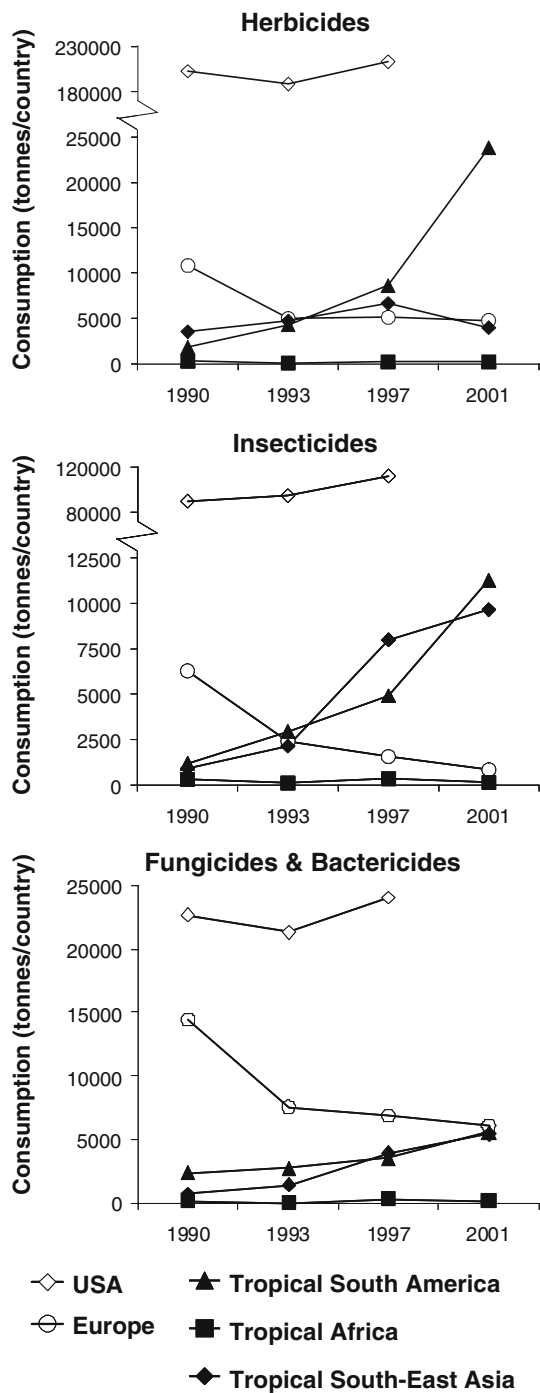 Herbicides
Consumption (tonnes/country)
230000
180000
25000
20000
15000
10000
5000
0
1990 1993 1997 2001
Insecticides
Consumption (tonnes/country)
120000
80000
12500
10000
7500
5000
2500
0
1990 1993 1997 2001
Fungicides & Bactericides
Consumption (tonnes/country)
25000
20000
15000
10000
5000
0
1990 1993 1997 2001
USA
Europe
Tropical South America
Tropical Africa
Tropical South-East Asia